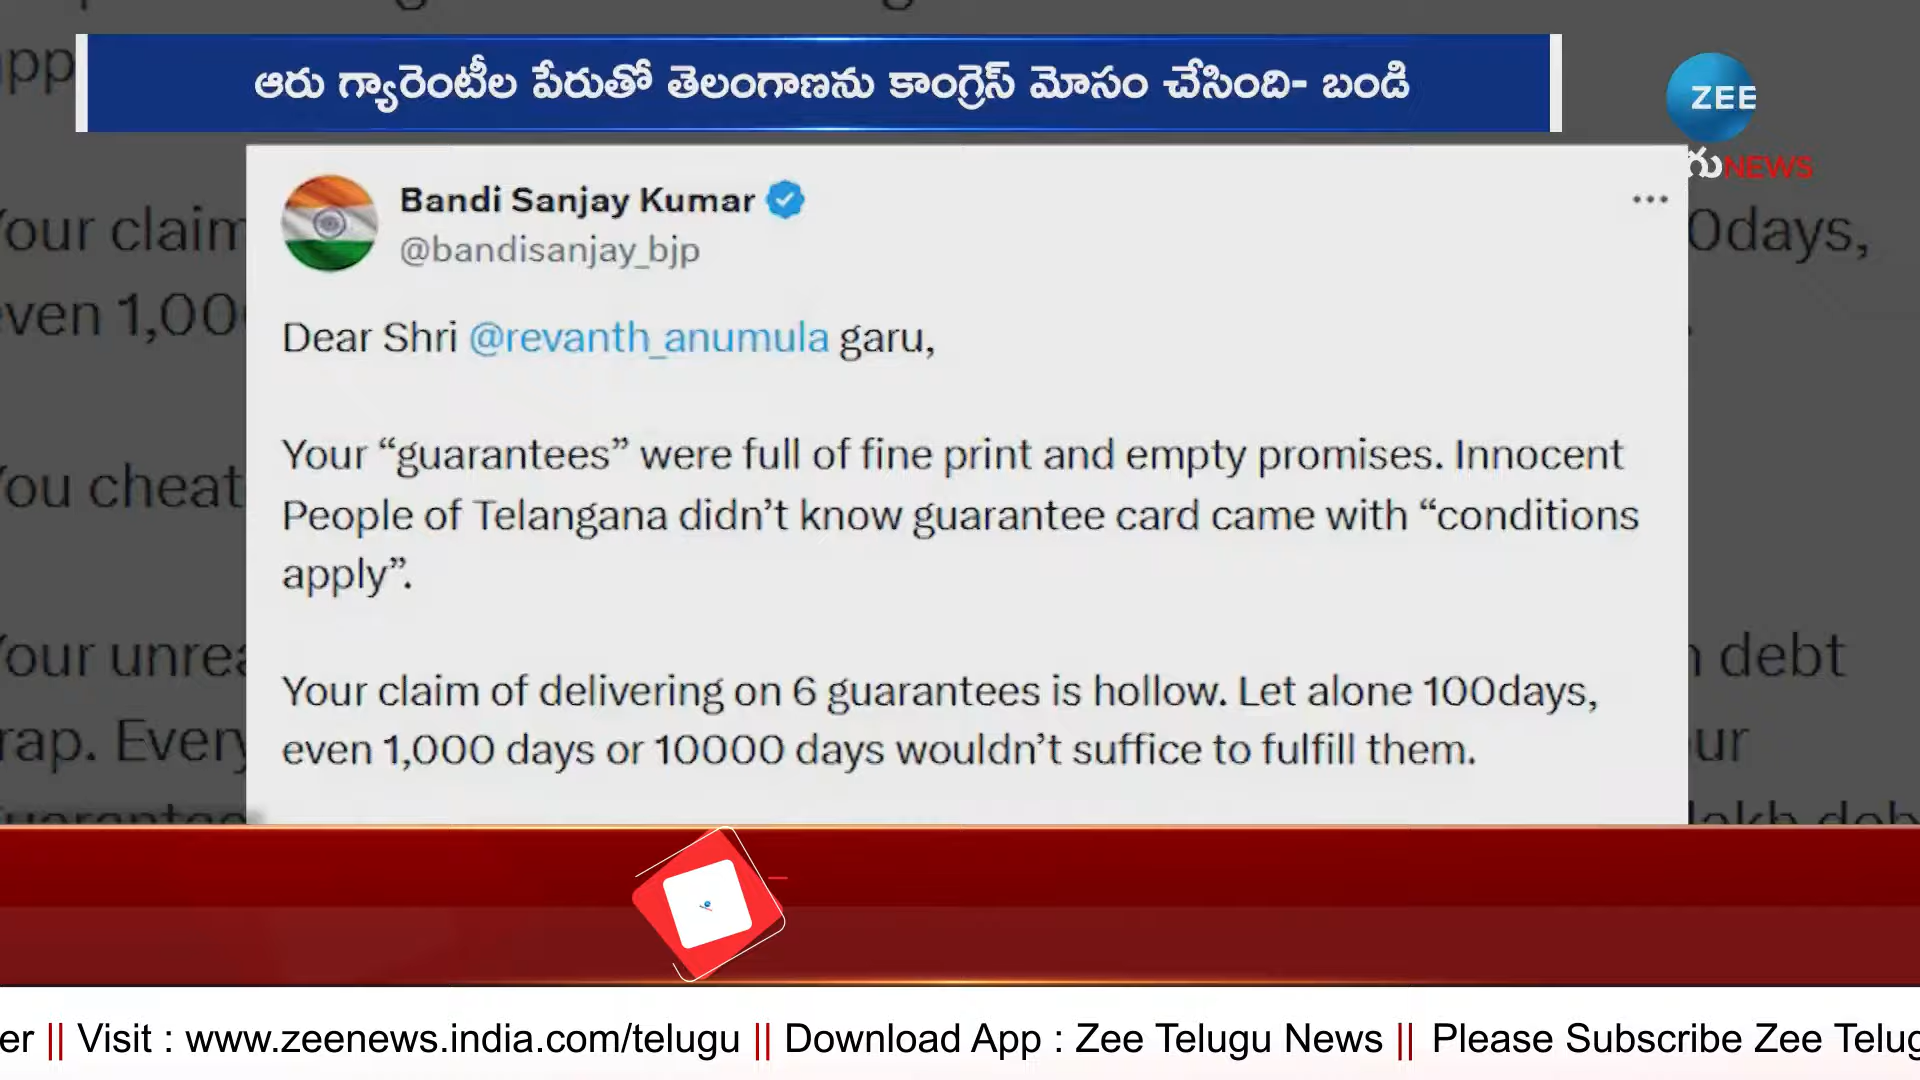 ఆరు గ్యారెంటీల పేరుతో తెలంగాణను కాంగ్రెస్ మోసం చేసింది- బండి
ZEE
గు NEWS
Bandi Sanjay Kumar
@bandisanjay_bjp
Dear Shri @revanth_anumula garu,
Your “guarantees” were full of fine print and empty promises. Innocent
People of Telangana didn’t know guarantee card came with “conditions
apply”.
Your claim of delivering on 6 guarantees is hollow. Let alone 100days,
even 1,000 days or 10000 days wouldn’t suffice to fulfill them.
er || Visit : www.zeenews.india.com/telugu || Download App : Zee Telugu News || Please Subscribe Zee Telug